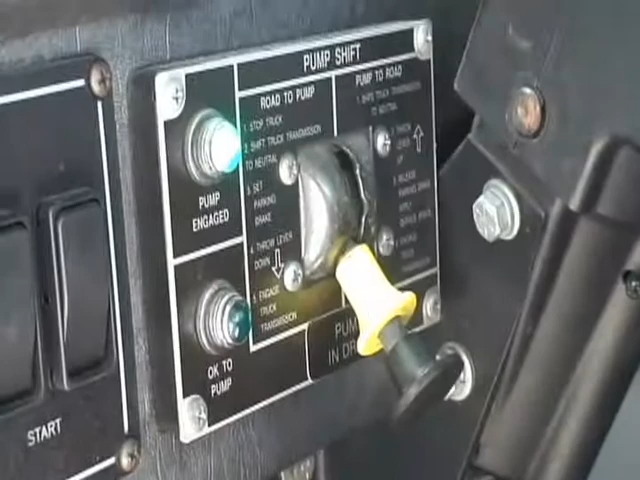 PUMP SHIFT
ROAD TO PUMP
1. STOP TRUCK
2. SHIFT TRUCK TRANSMISSION
TO NEUTRAL
3. SET
PARKING
BRAKE
4. THROW LEVER
DOWN
5. ENGAGE
TRUCK
TRANSMISSION
PUMP TO ROAD
1. SHIFT TRUCK TRANSMISSION
TO NEUTRAL
2. THROW
LEVER
UP
3. RELEASE
PARKING BRAKE
PUMP
ENGAGED
OK TO
PUMP
PUMP
IN
START